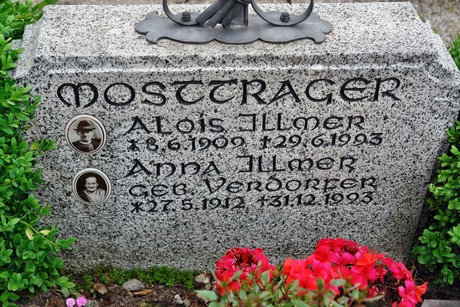 MOSTTRAGER
ALOIS ILLMER
*8.6.1909 †29.6.1993
ANNA ILLMER
GEB. VERDORFER
*27.5.1912 †31.12.1993